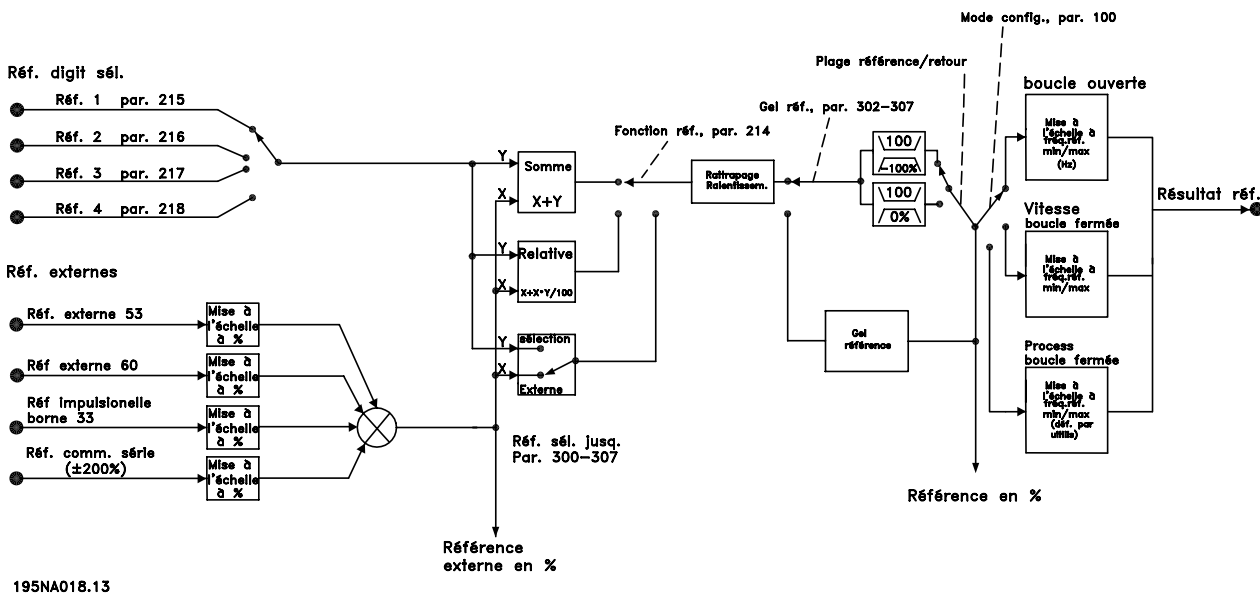 Mode config., par. 100
Plage référence/retour
Réf. digit sél.
boucle ouverte
Réf. 1 par. 215
Gel réf., par. 302-307
Mise à
l'échelle à
fréq.réf.
min/max
(Hz)
Réf. 2 par. 216
Fonction réf., par. 214
100
-100%
Réf. 3 par. 217
Y
Somme
X
X+Y
Rattrapage
Ralentissem.
100
0%
Réf. 4 par. 218
Résultat réf.
Vitesse
boucle fermée
Y
Relative
X
X+X*Y/100
Mise à
l'échelle à
fréq.réf.
min/max
Réf. externes
Réf. externe 53
Mise à
l'échelle
à %
Gel
référence
Y
sélection
X
Externe
Process
boucle fermée
Réf externe 60
Mise à
l'échelle
à %
Mise à
l'échelle à
fréq.réf.
min/max
(déf. par
utilis)
Réf impulsionelle
borne 33
Mise à
l'échelle
à %
Réf. sél. jusq.
Par. 300-307
Réf. comm. série
(±200%)
Mise à
l'échelle
à %
Référence en %
Référence
externe en %
195NA018.13